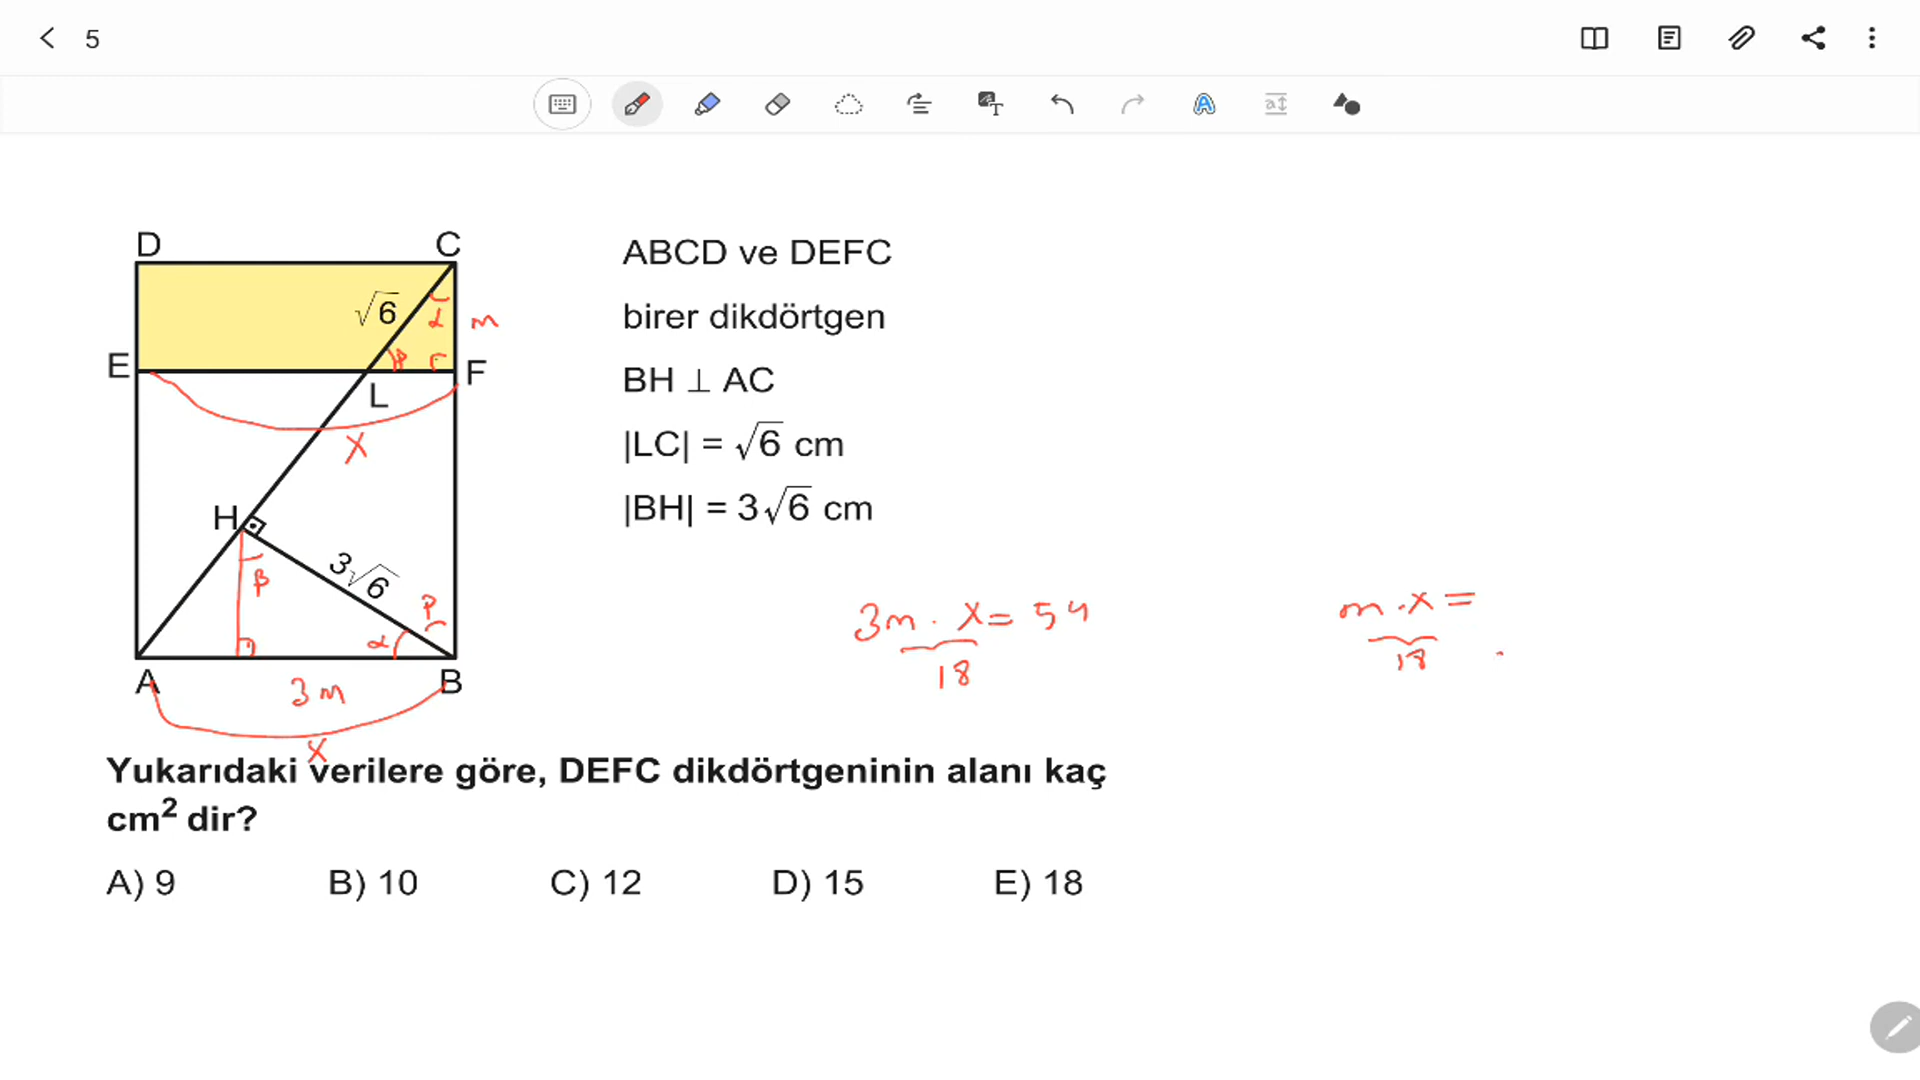 5
D C
√6 α m
β
E F
L
x
H
β 3√6 β
α
A 3m B
x
ABCD ve DEFC
birer dikdörtgen
BH ⊥ AC
|LC| = √6 cm
|BH| = 3√6 cm
3m · x = 54
18
m · x =
18
Yukarıdaki verilere göre, DEFC dikdörtgeninin alanı kaç
cm² dir?
A) 9 B) 10 C) 12 D) 15 E) 18